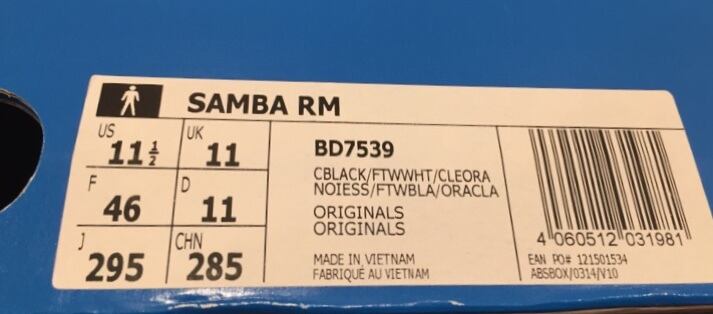 SAMBA RM
US 11 1/2
UK 11
F 46
D 11
J 295
CHN 285
BD7539
CBLACK/FTWWHT/CLEORA
NOIESS/FTWBLA/ORACLA
ORIGINALS
ORIGINALS
MADE IN VIETNAM
FABRIQUÉ AU VIETNAM
4 060512 031981
EAN PO# 121501534
ABSBOX/0314/V10